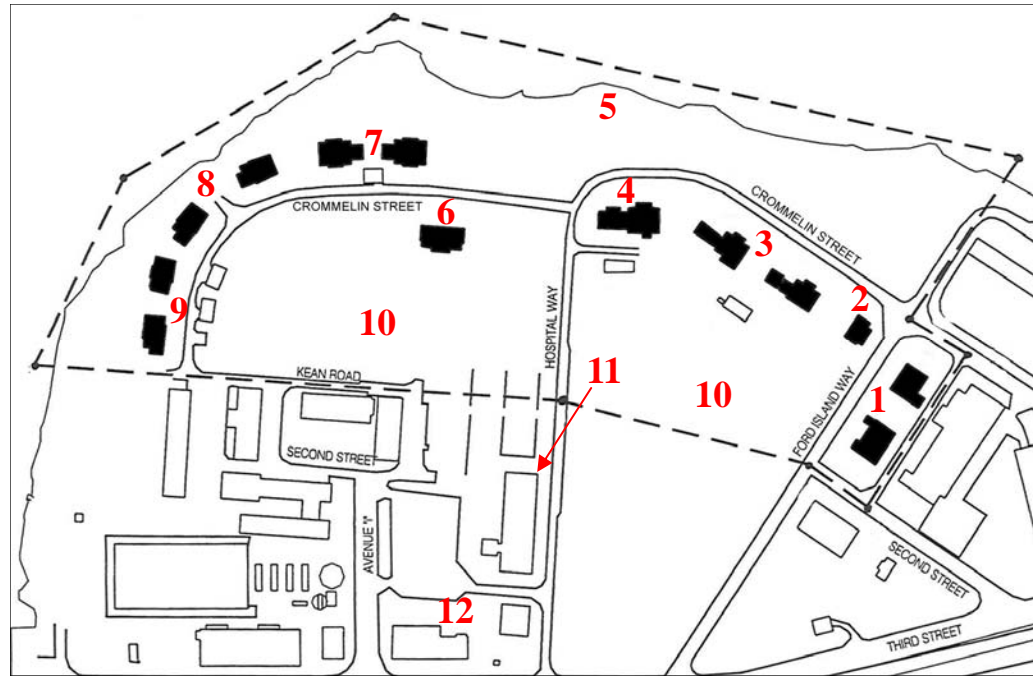 5
7
8
4
CROMMELIN STREET
CROMMELIN STREET
6
3
2
9
10
HOSPITAL WAY
KEAN ROAD
11
10
FORD ISLAND WAY
1
SECOND STREET
AVENUE "I"
SECOND STREET
12
THIRD STREET